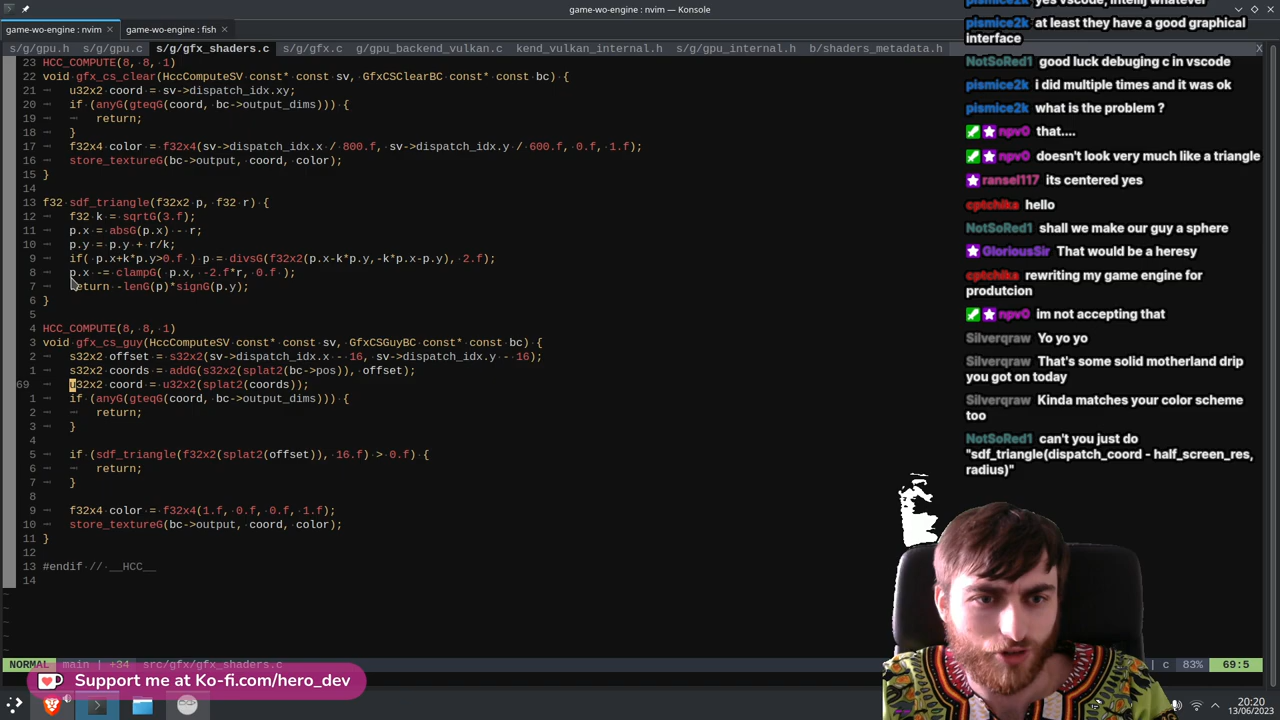 game-wo-engine : nvim — Konsole
game-wo-engine : nvim
game-wo-engine : fish
s/g/gpu.h s/g/gpu.c s/g/gfx_shaders.c g/gpu_backend_vulkan.c kend_vulkan_internal.h s/g/gpu_internal.h b/shaders_metadata.h X
23 HCC_COMPUTE(8, 8, 1)
22 void gfx_cs_clear(HccComputeSV const* const sv, GfxCSClearBC const* const bc) {
21 u32x2 coord = sv->dispatch_idx.xy;
20 if (anyG(gteqG(coord, bc->output_dims))) {
19 return;
18 }
17 f32x4 color = f32x4(sv->dispatch_idx.x / 800.f, sv->dispatch_idx.y / 600.f, 0.f, 1.f);
16 store_textureG(bc->output, coord, color);
15 }
14
13 f32 sdf_triangle(f32x2 p, f32 r) {
12 f32 k = sqrtG(3.f);
11 p.x = absG(p.x) - r;
10 p.y = p.y + r/k;
9 if( p.x+k*p.y>0.f ) p = divsG(f32x2(p.x-k*p.y,-k*p.x-p.y), 2.f);
8 p.x -= clampG( p.x, -2.f*r, 0.f );
7 return -lenG(p)*signG(p.y);
6 }
5
4 HCC_COMPUTE(8, 8, 1)
3 void gfx_cs_guy(HccComputeSV const* const sv, GfxCSGuyBC const* const bc) {
2 s32x2 offset = s32x2(sv->dispatch_idx.x - 16, sv->dispatch_idx.y - 16);
1 s32x2 coords = addG(s32x2(splat2(bc->pos)), offset);
69 u32x2 coord = u32x2(splat2(coords));
1 if (anyG(gteqG(coord, bc->output_dims))) {
2 return;
3 }
4
5 if (sdf_triangle(f32x2(splat2(offset)), 16.f) > 0.f) {
6 return;
7 }
8
9 f32x4 color = f32x4(1.f, 0.f, 0.f, 1.f);
10 store_textureG(bc->output, coord, color);
11 }
12
13 #endif // __HCC__
14
NORMAL main | +34 src/gfx/gfx_shaders.c | c 83% 69:5
Support me at Ko-fi.com/hero_dev
20:20
13/06/2023
pismice2k yes vscode, intellij whatever
pismice2k at least they have a good graphical
interface
NotSoRed1 good luck debuging c in vscode
pismice2k i did multiple times and it was ok
pismice2k what is the problem ?
npv0 that....
npv0 doesn't look very much like a triangle
ransel117 its centered yes
cptchika hello
NotSoRed1 shall we make our guy a sphere
GloriousSir That would be a heresy
cptchika rewriting my game engine for
produtcion
npv0 im not accepting that
Silverqraw Yo yo yo
Silverqraw That's some solid motherland drip
you got on today
Silverqraw Kinda matches your color scheme
too
NotSoRed1 can't you just do
"sdf_triangle(dispatch_coord - half_screen_res,
radius)"